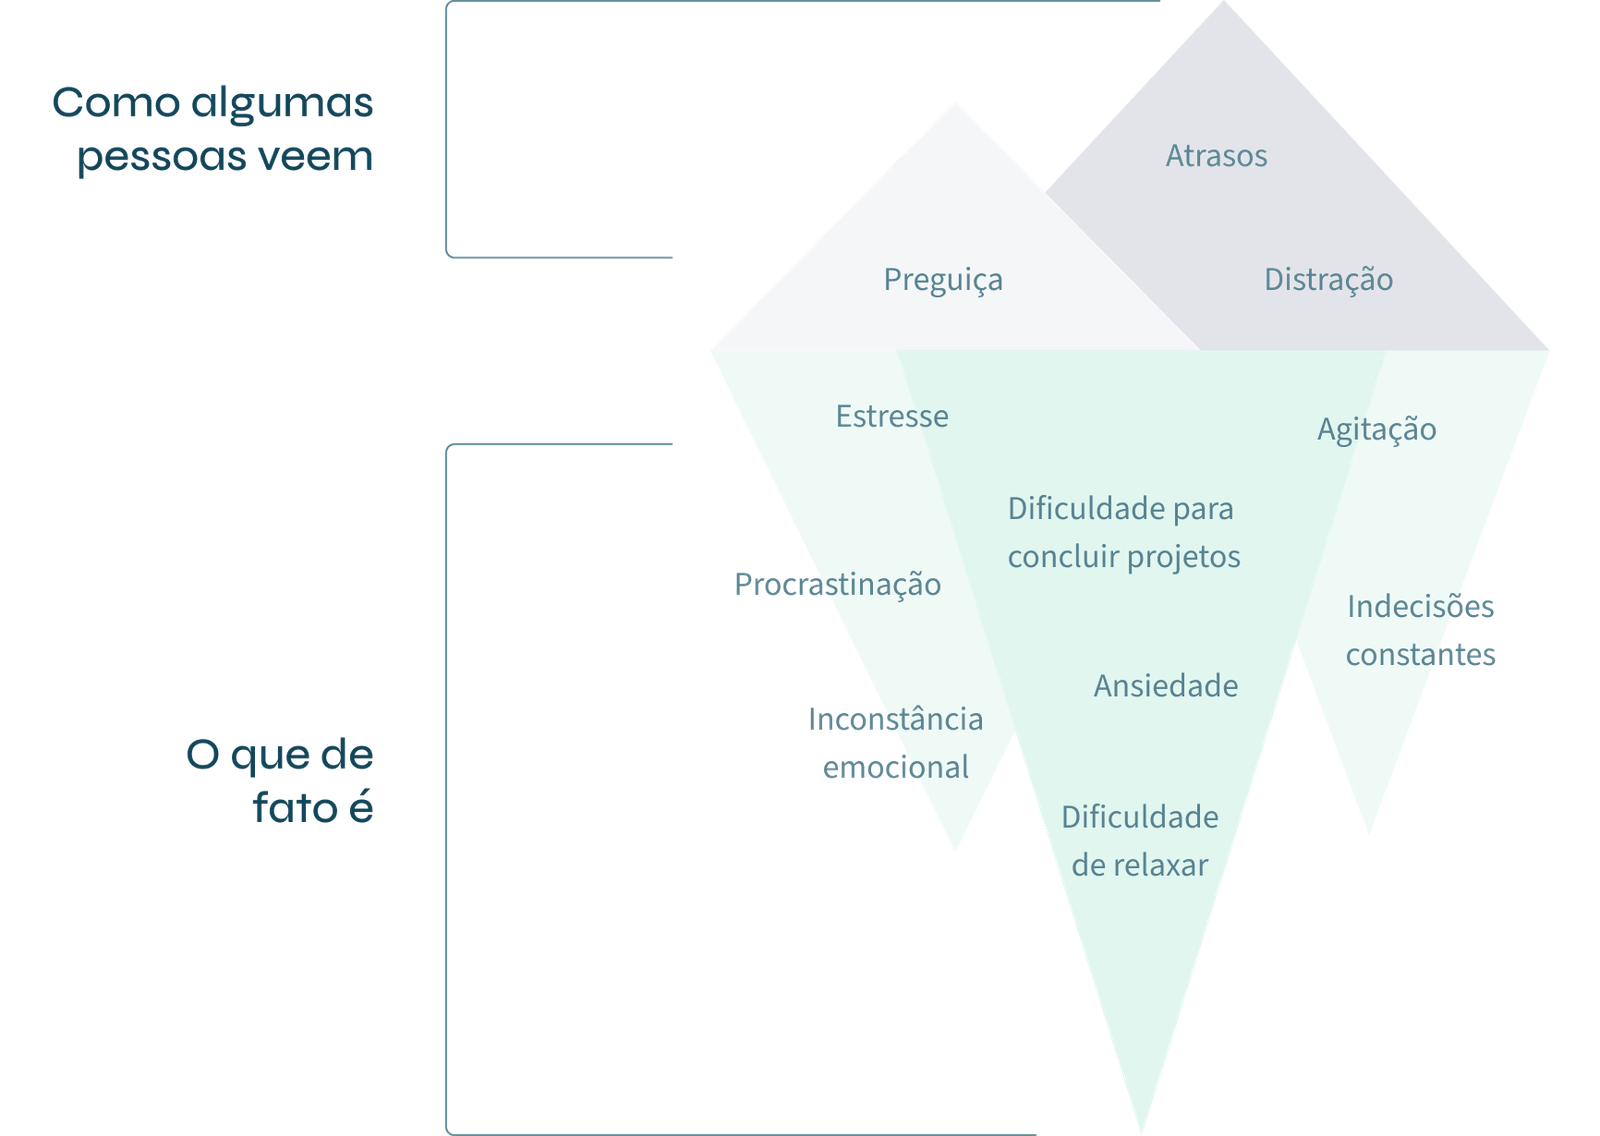 Como algumas
pessoas veem
Atrasos
Preguiça
Distração
O que de
fato é
Estresse
Agitação
Dificuldade para
concluir projetos
Procrastinação
Indecisões
constantes
Ansiedade
Inconstância
emocional
Dificuldade
de relaxar